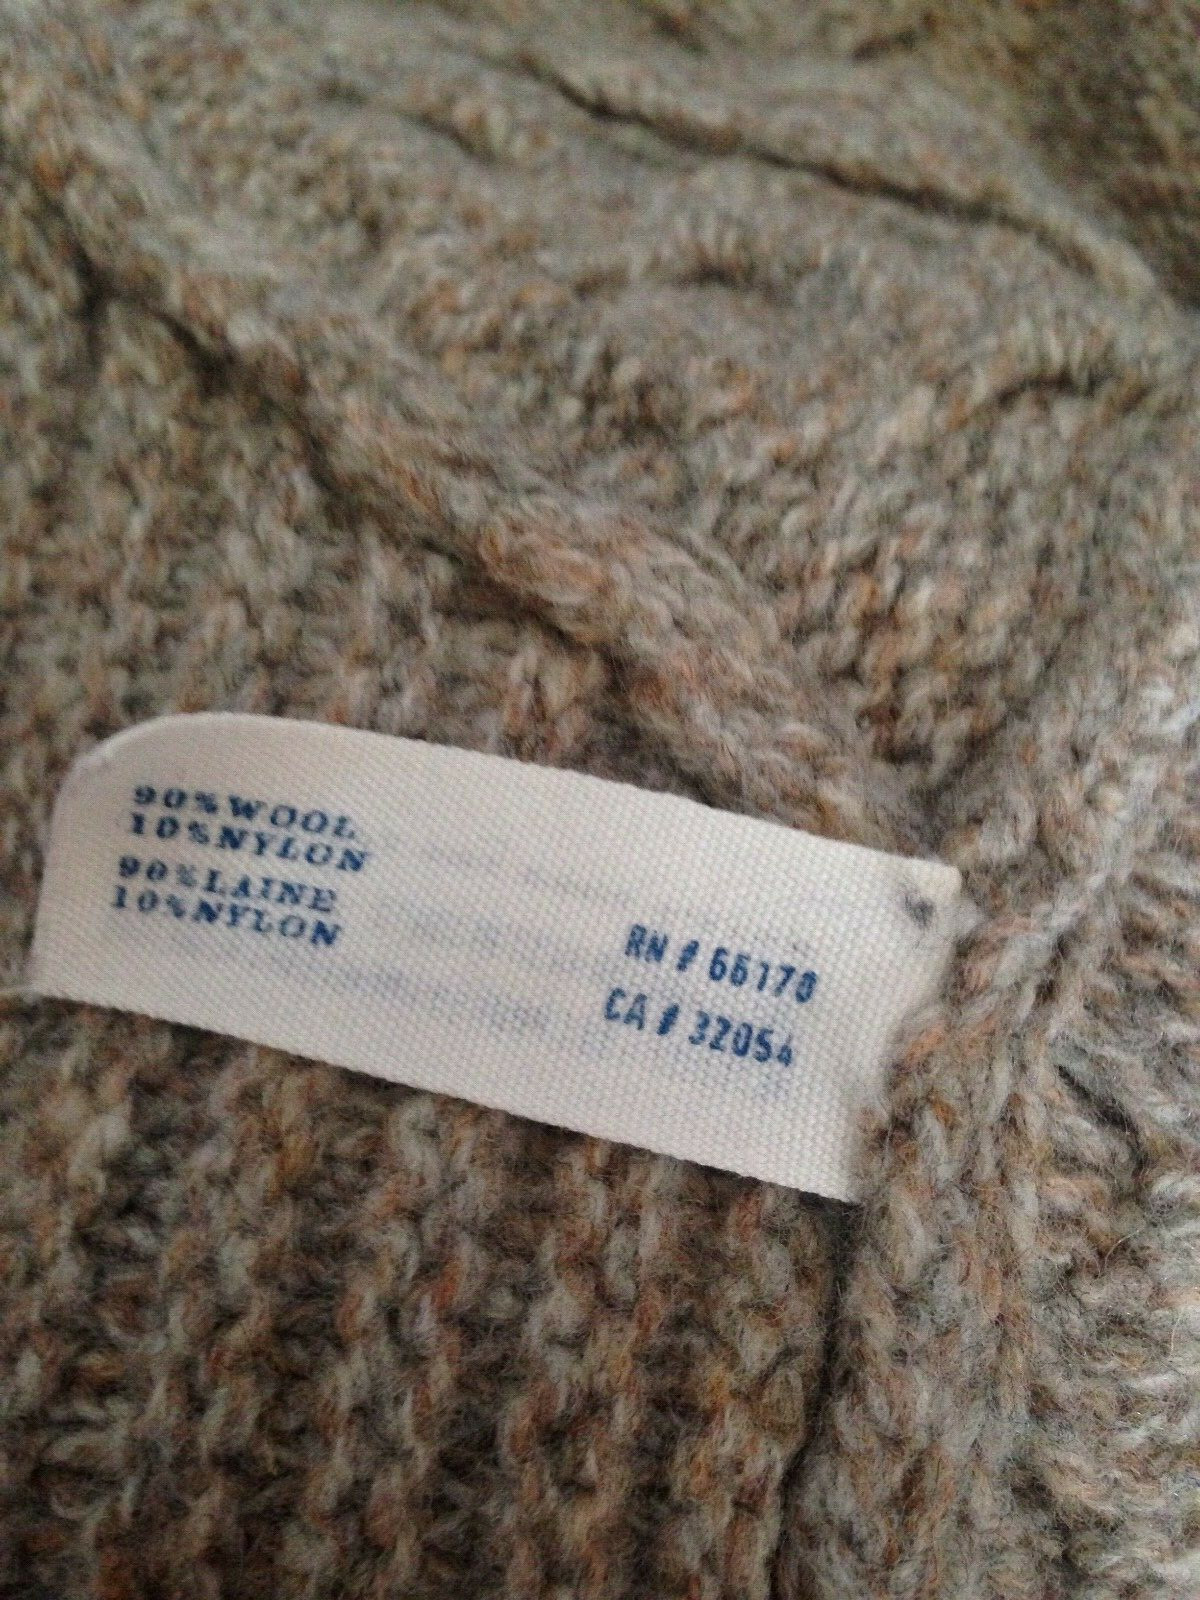 90%WOOL
10%NYLON
90%LAINE
10%NYLON
RN # 66170
CA # 32054